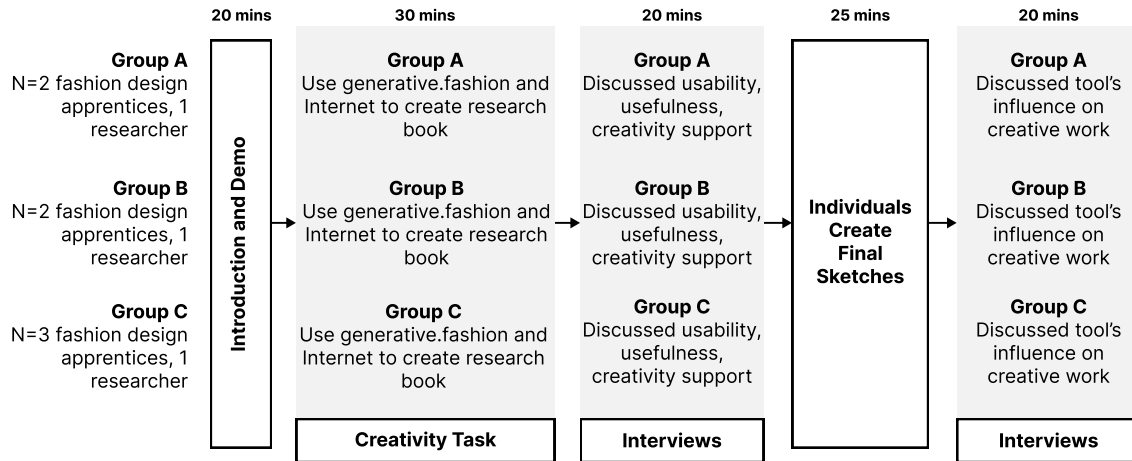 20 mins
30 mins
20 mins
25 mins
20 mins
Group A
N=2 fashion design
apprentices, 1
researcher
Group B
N=2 fashion design
apprentices, 1
researcher
Group C
N=3 fashion design
apprentices, 1
researcher
Introduction and Demo
Group A
Use generative.fashion and
Internet to create research
book
Group B
Use generative.fashion and
Internet to create research
book
Group C
Use generative.fashion and
Internet to create research
book
Creativity Task
Group A
Discussed usability,
usefulness,
creativity support
Group B
Discussed usability,
usefulness,
creativity support
Group C
Discussed usability,
usefulness,
creativity support
Interviews
Individuals
Create
Final
Sketches
Group A
Discussed tool's
influence on
creative work
Group B
Discussed tool's
influence on
creative work
Group C
Discussed tool's
influence on
creative work
Interviews